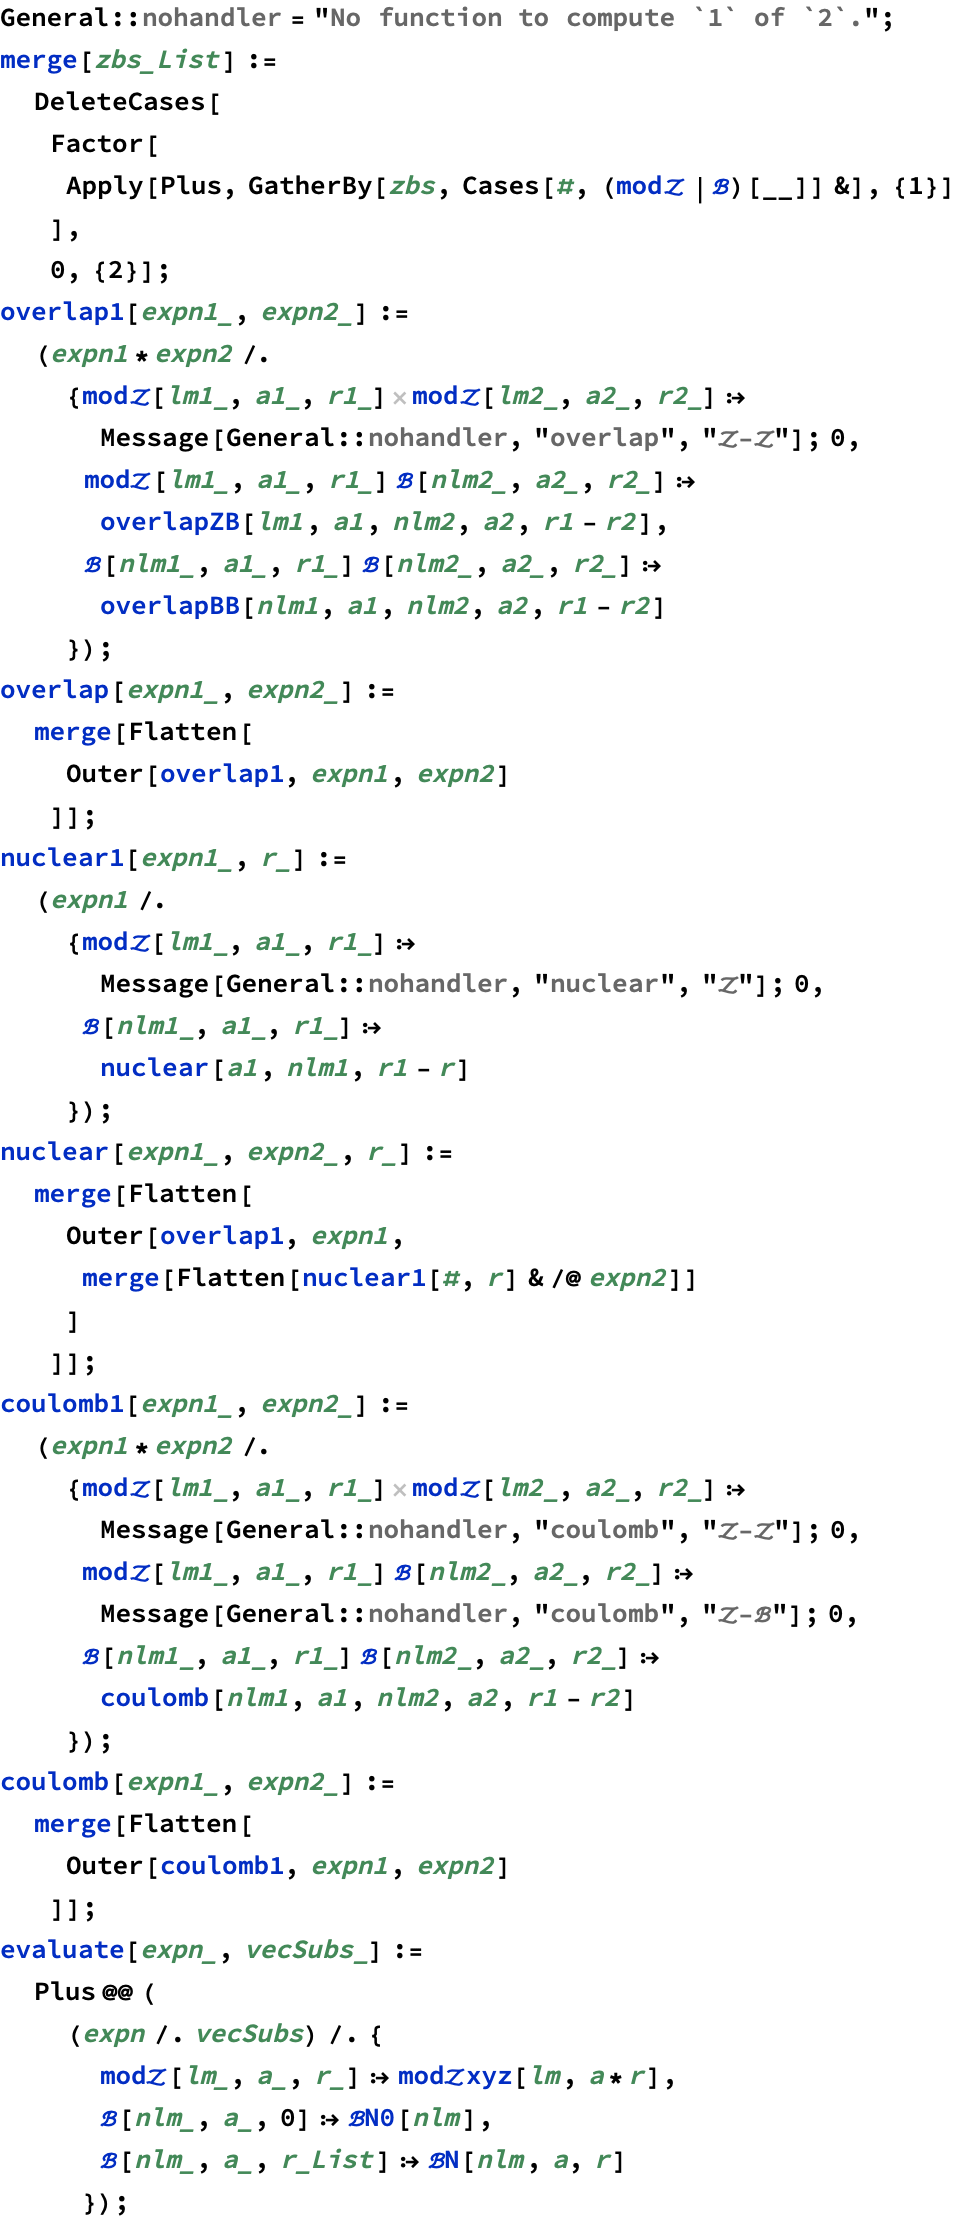 General::nohandler = "No function to compute `1` of `2`.";
merge[zbs_List] :=
DeleteCases[
Factor[
Apply[Plus, GatherBy[zbs, Cases[#, (modℤ | ℬ)[__]] &], {1}]
],
0, {2}];
overlap1[expn1_, expn2_] :=
(expn1 * expn2 /.
{mod𝒵[lm1_, a1_, r1_] × mod𝒵[lm2_, a2_, r2_] :→
Message[General::nohandler, "overlap", "𝒵-𝒵"]; 0,
mod𝒵[lm1_, a1_, r1_] ℬ[nlm2_, a2_, r2_] :→
overlapZB[lm1, a1, nlm2, a2, r1 - r2],
ℬ[nlm1_, a1_, r1_] ℬ[nlm2_, a2_, r2_] :→
overlapBB[nlm1, a1, nlm2, a2, r1 - r2]
});
overlap[expn1_, expn2_] :=
merge[Flatten[
Outer[overlap1, expn1, expn2]
]];
nuclear1[expn1_, r_] :=
(expn1 /.
{mod𝒵[lm1_, a1_, r1_] :→
Message[General::nohandler, "nuclear", "𝒵"]; 0,
ℬ[nlm1_, a1_, r1_] :→
nuclear[a1, nlm1, r1 - r]
});
nuclear[expn1_, expn2_, r_] :=
merge[Flatten[
Outer[overlap1, expn1,
merge[Flatten[nuclear1[#, r] & /@ expn2]]
]
]];
coulomb1[expn1_, expn2_] :=
(expn1 * expn2 /.
{mod𝒵[lm1_, a1_, r1_] × mod𝒵[lm2_, a2_, r2_] :→
Message[General::nohandler, "coulomb", "𝒵-𝒵"]; 0,
mod𝒵[lm1_, a1_, r1_] ℬ[nlm2_, a2_, r2_] :→
Message[General::nohandler, "coulomb", "𝒵-ℬ"]; 0,
ℬ[nlm1_, a1_, r1_] ℬ[nlm2_, a2_, r2_] :→
coulomb[nlm1, a1, nlm2, a2, r1 - r2]
});
coulomb[expn1_, expn2_] :=
merge[Flatten[
Outer[coulomb1, expn1, expn2]
]];
evaluate[expn_, vecSubs_] :=
Plus @@ (
(expn /. vecSubs) /. {
mod𝒵[lm_, a_, r_] :→ mod𝒵xyz[lm, a * r],
ℬ[nlm_, a_, 0] :→ ℬN0[nlm],
ℬ[nlm_, a_, r_List] :→ ℬN[nlm, a, r]
});